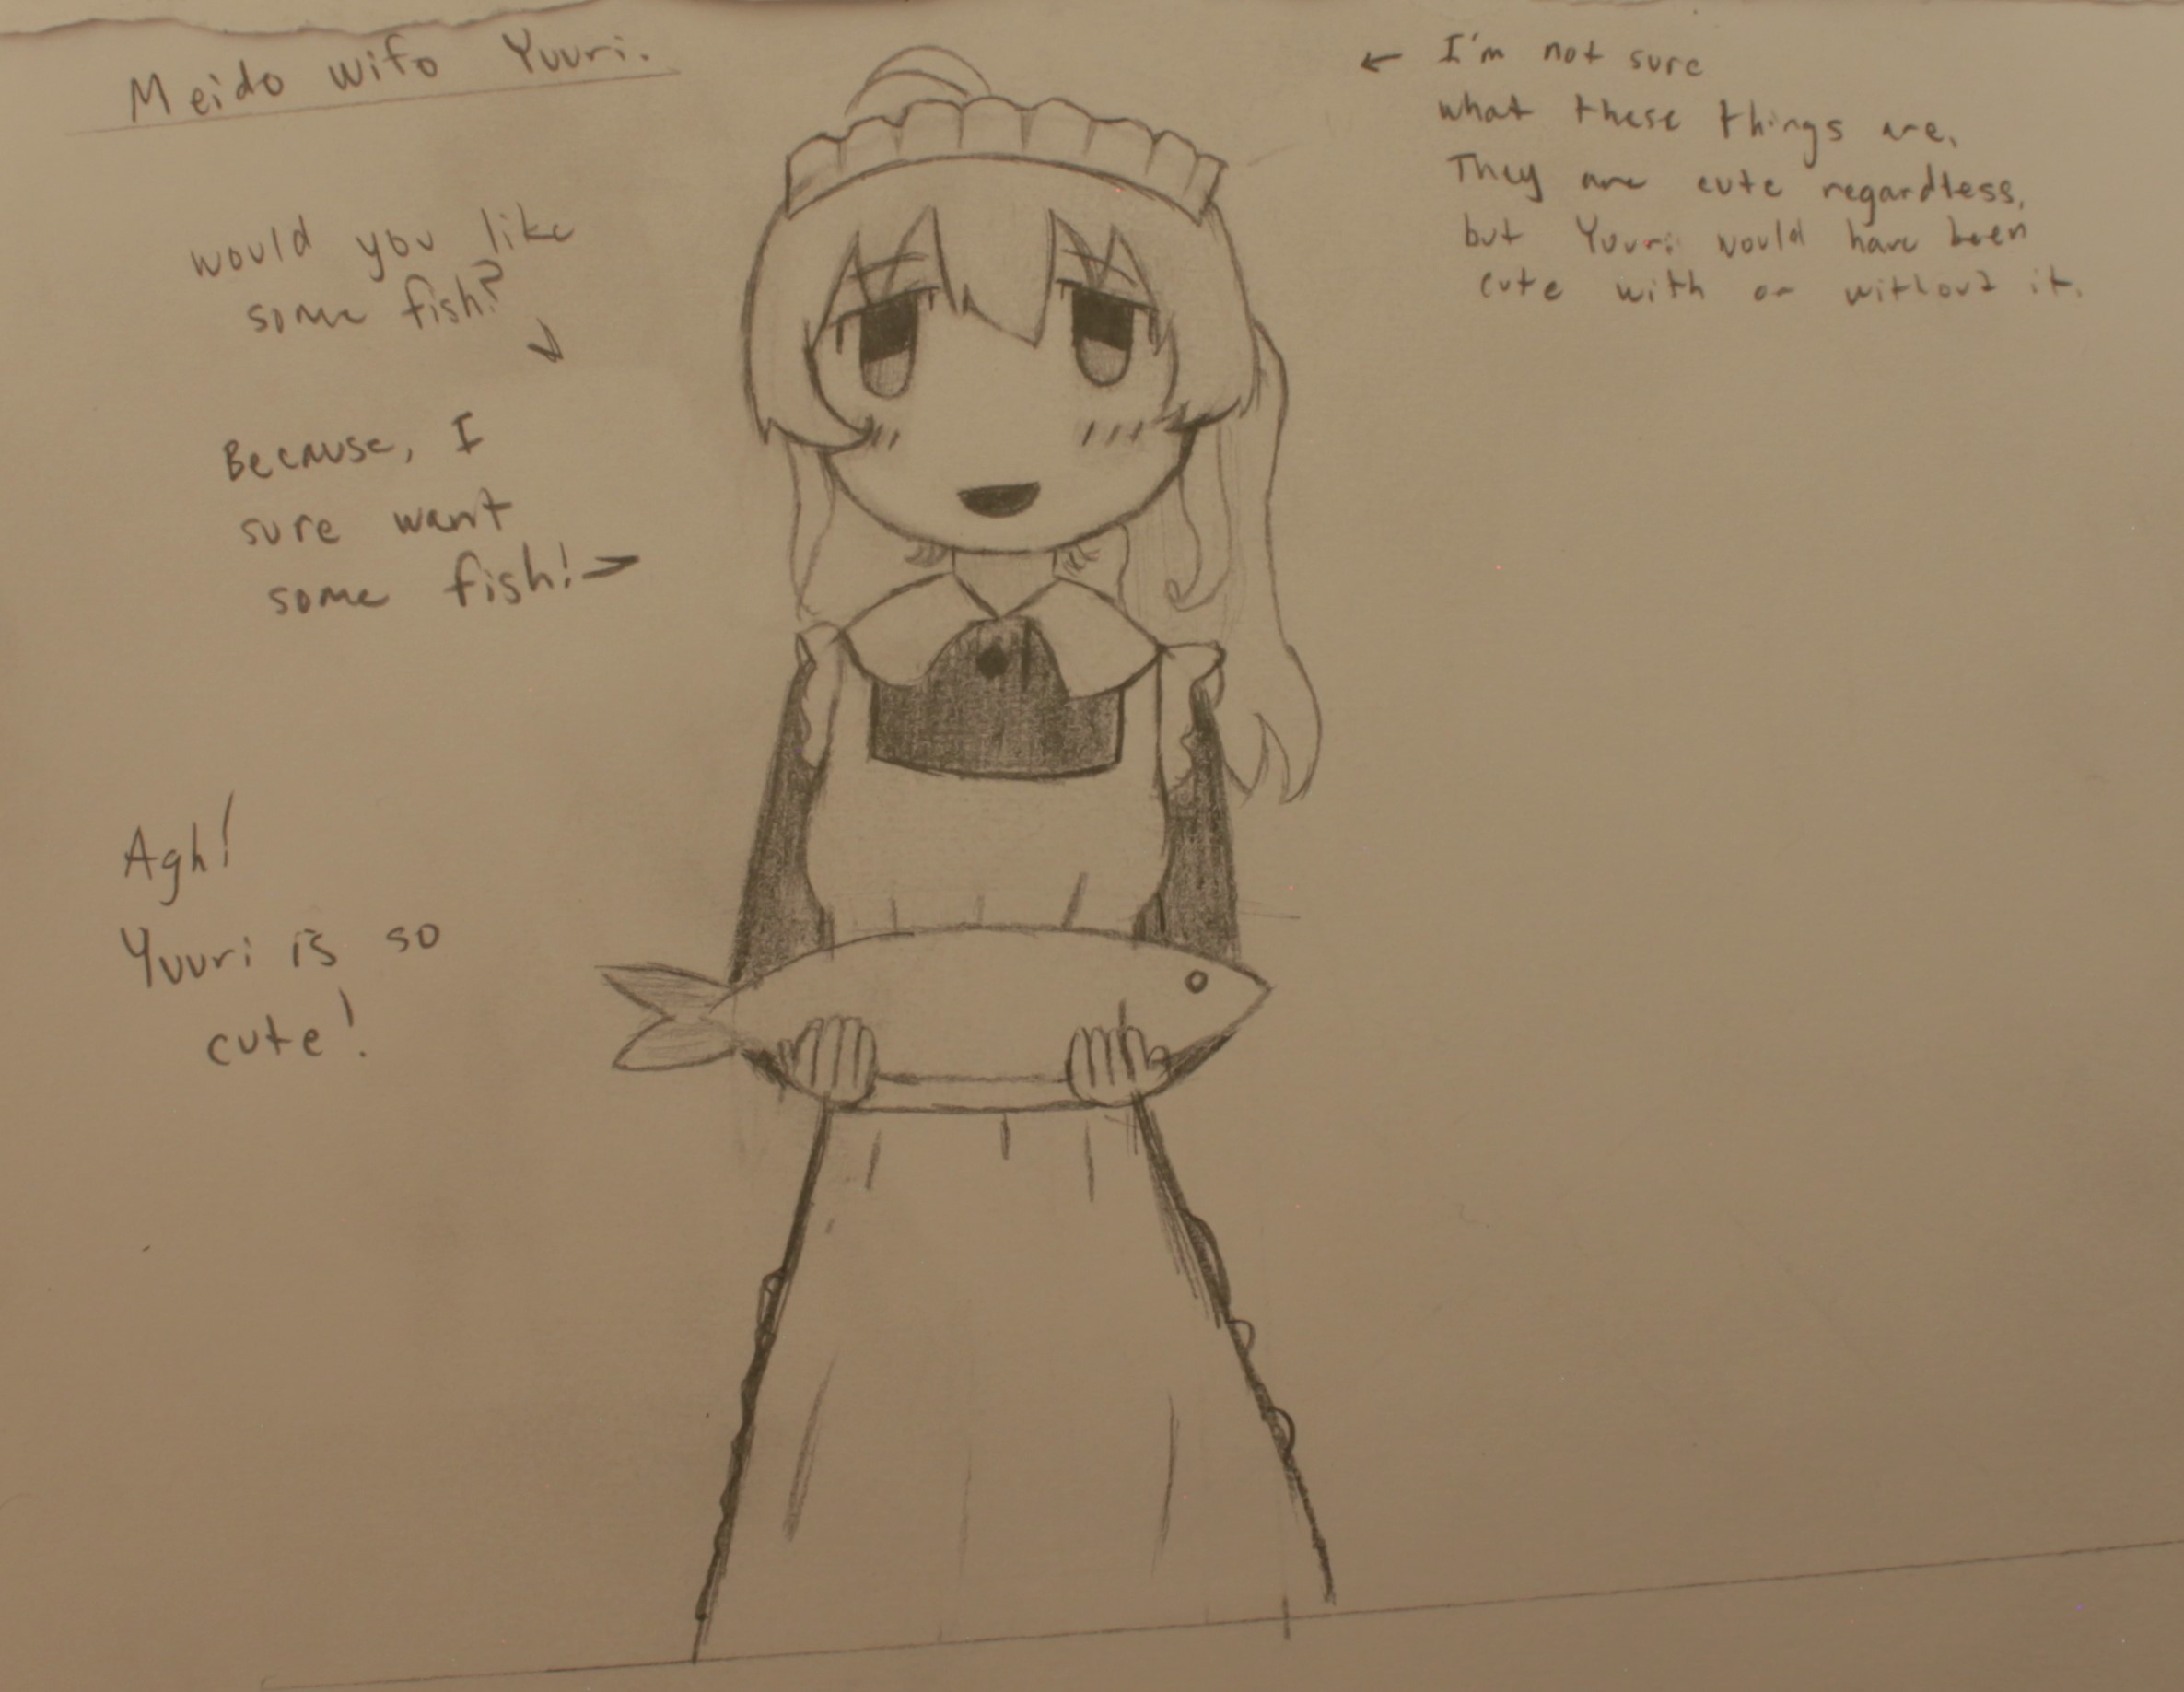 Meido wifo Yuuri.
would you like
some fish?
Because, I
sure want
some fish!
Agh!
Yuuri is so
cute!
← I'm not sure
what these things are.
They are cute regardless,
but Yuuri would have been
cute with or without it.